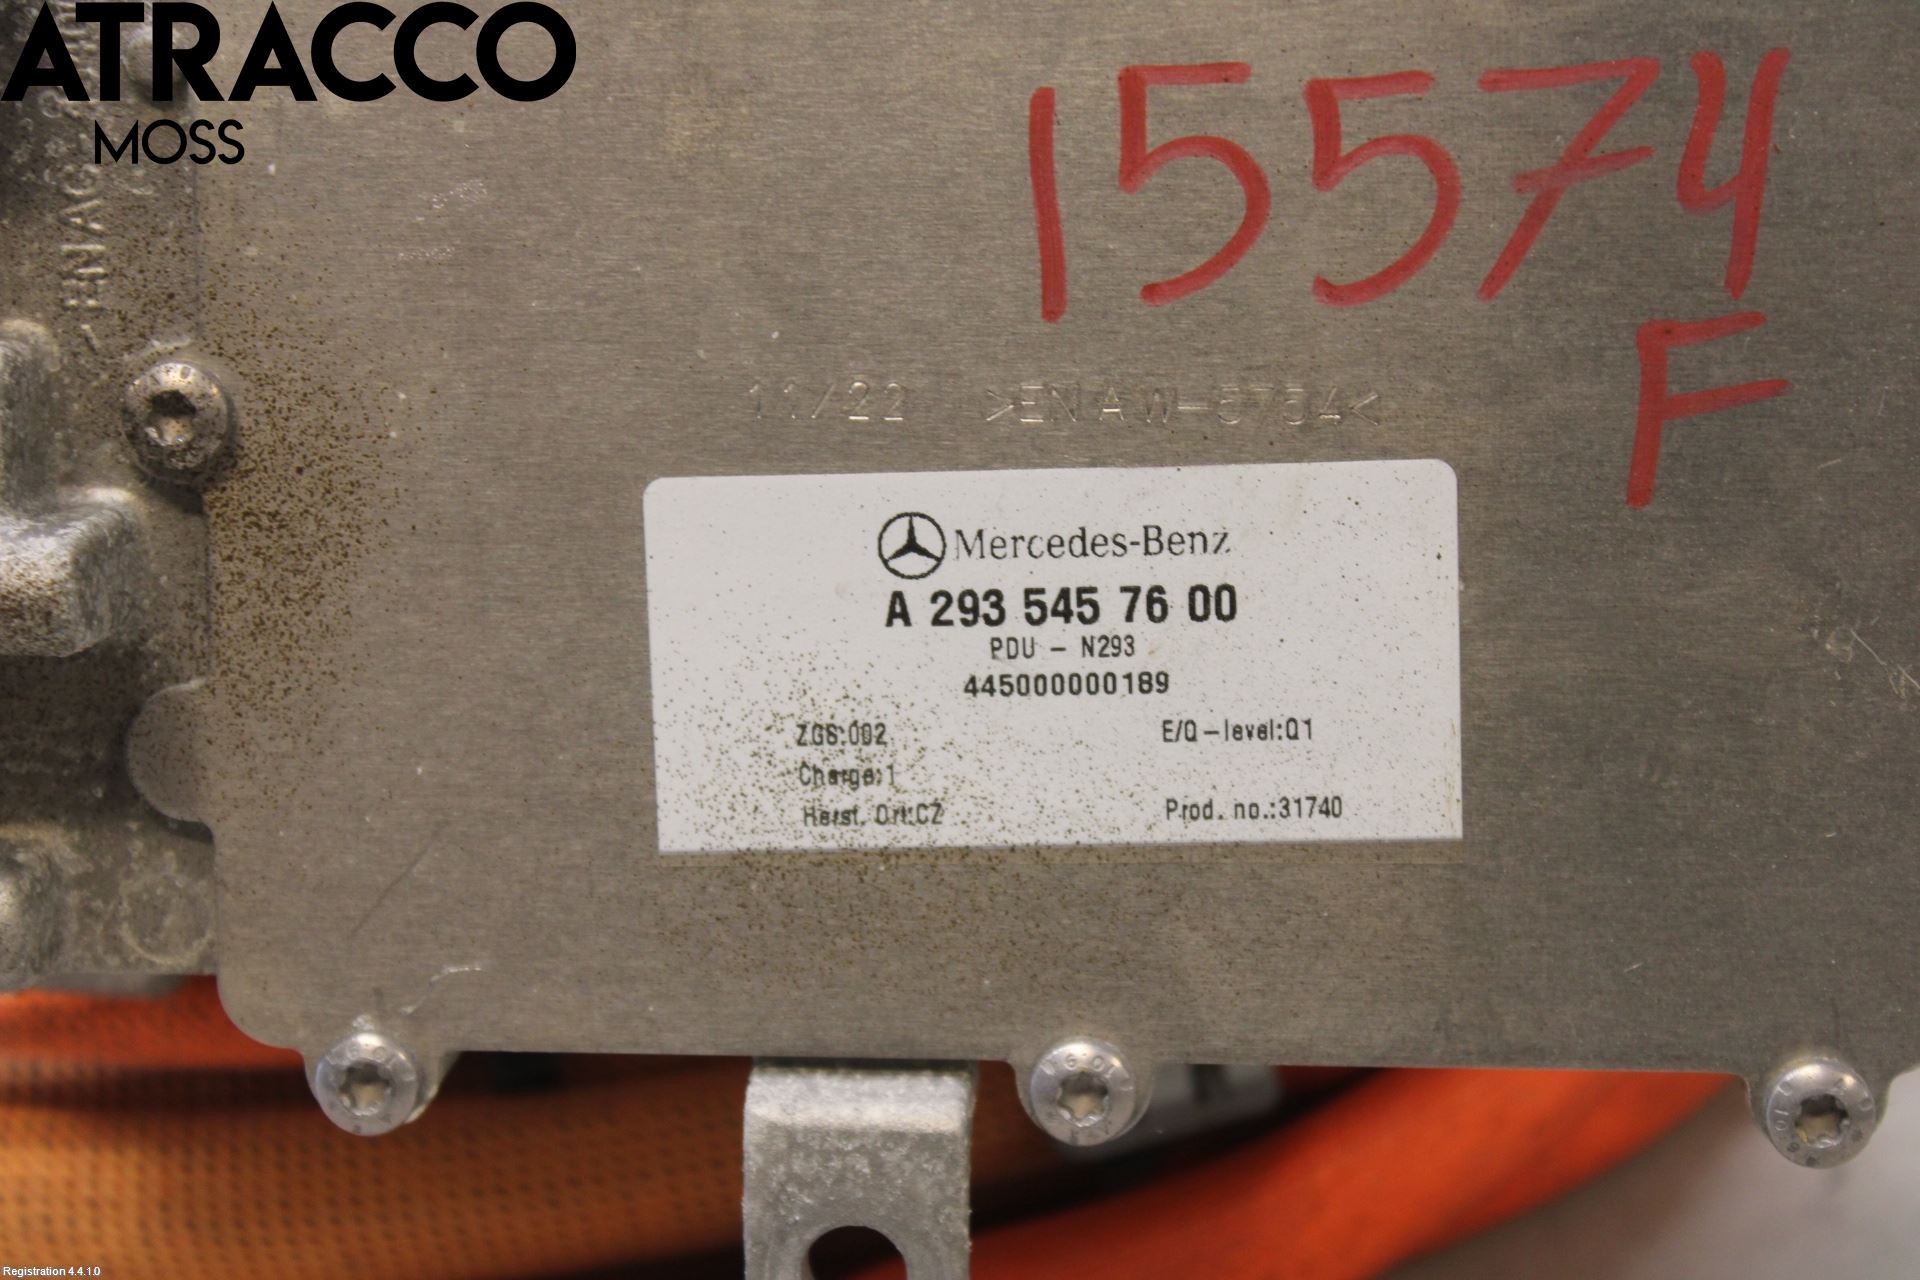 ATRACCO
MOSS
15574
F
11/22 >EN AW-5754<
Mercedes-Benz
A 293 545 76 00
PDU - N293
445000000189
ZGS:002 E/Q-level:Q1
Charge:1
Herst. Ort:CZ Prod. no.:31740
Registration 4.4.1.0